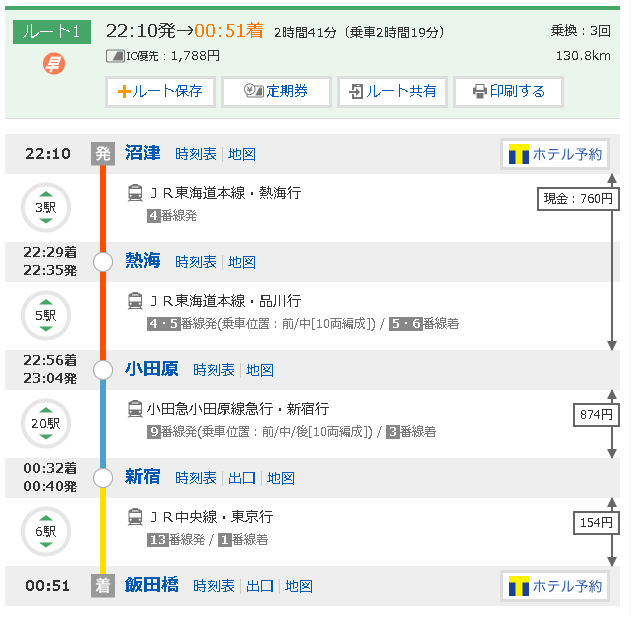 ルート1
22:10発→00:51着 2時間41分（乗車2時間19分） 乗換：3回
早
IC優先：1,788円 130.8km
ルート保存 定期券 ルート共有 印刷する
22:10 発 沼津 時刻表 地図 ホテル予約
3駅 ＪＲ東海道本線・熱海行 現金：760円
4番線発
22:29着
22:35発
熱海 時刻表 地図
5駅 ＪＲ東海道本線・品川行
4・5番線発(乗車位置：前/中[10両編成]) / 5・6番線着
22:56着
23:04発
小田原 時刻表 地図
20駅 小田急小田原線急行・新宿行 874円
9番線発(乗車位置：前/中/後[10両編成]) / 3番線着
00:32着
00:40発
新宿 時刻表 出口 地図
6駅 ＪＲ中央線・東京行 154円
13番線発 / 1番線着
00:51 着 飯田橋 時刻表 出口 地図 ホテル予約